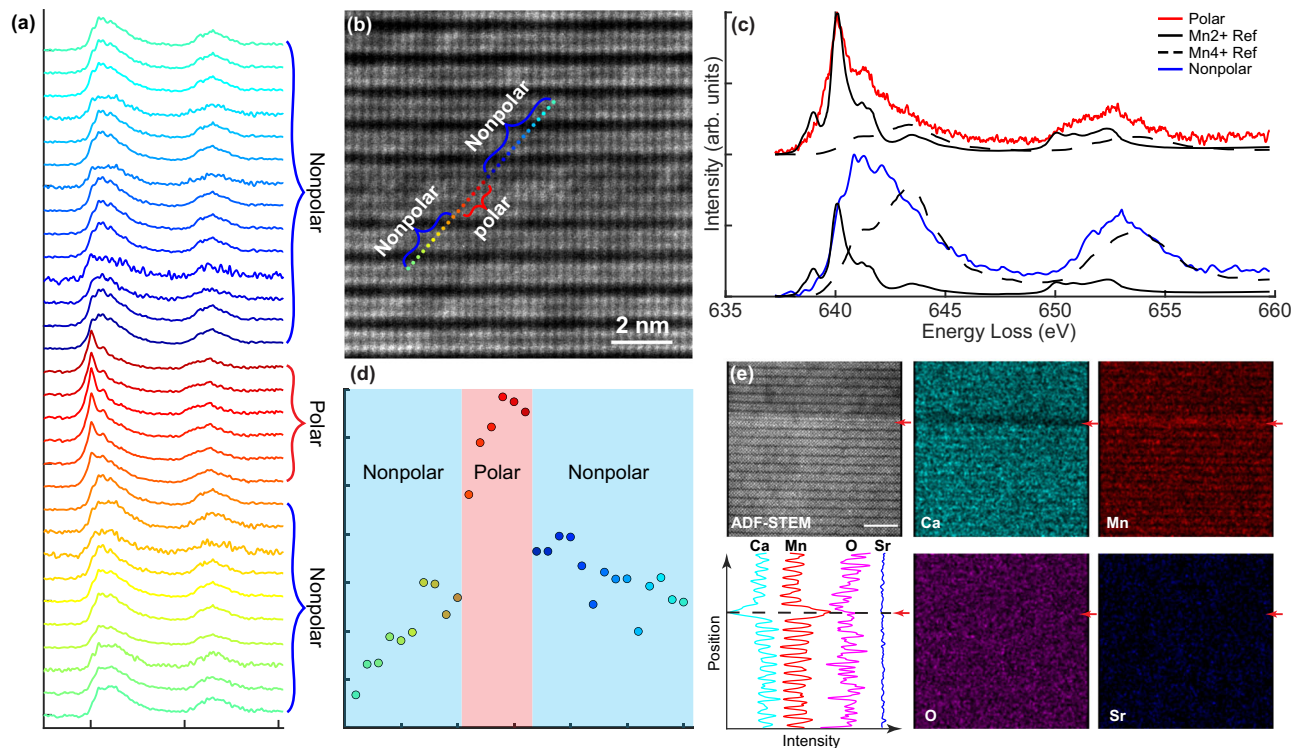 (a)
Nonpolar
Polar
Nonpolar
(b)
Nonpolar
Nonpolar
polar
2 nm
(c)
Polar
Mn2+ Ref
Mn4+ Ref
Nonpolar
Intensity (arb. units)
635
640
645
650
655
660
Energy Loss (eV)
(d)
Nonpolar
Polar
Nonpolar
(e)
ADF-STEM
Ca
Mn
Ca
Mn
O
Sr
Position
Intensity
O
Sr